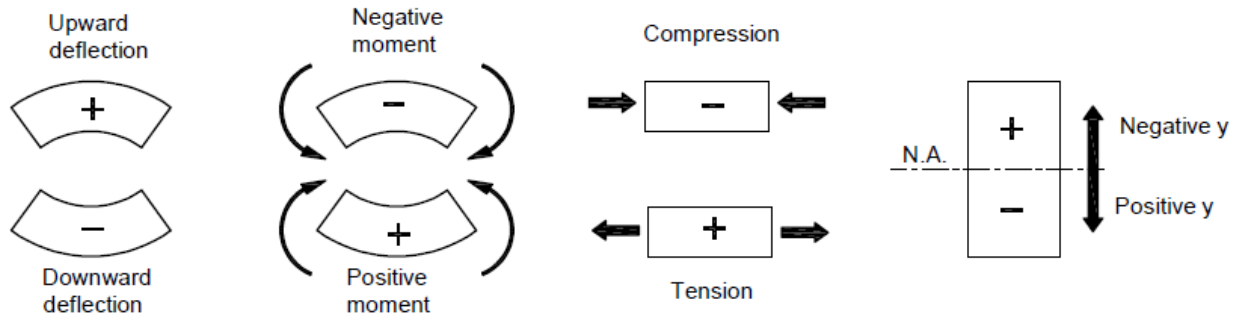 Upward
deflection
+
−
Downward
deflection
Negative
moment
−
+
Positive
moment
Compression
−
+
Tension
N.A.
+
−
Negative y
Positive y